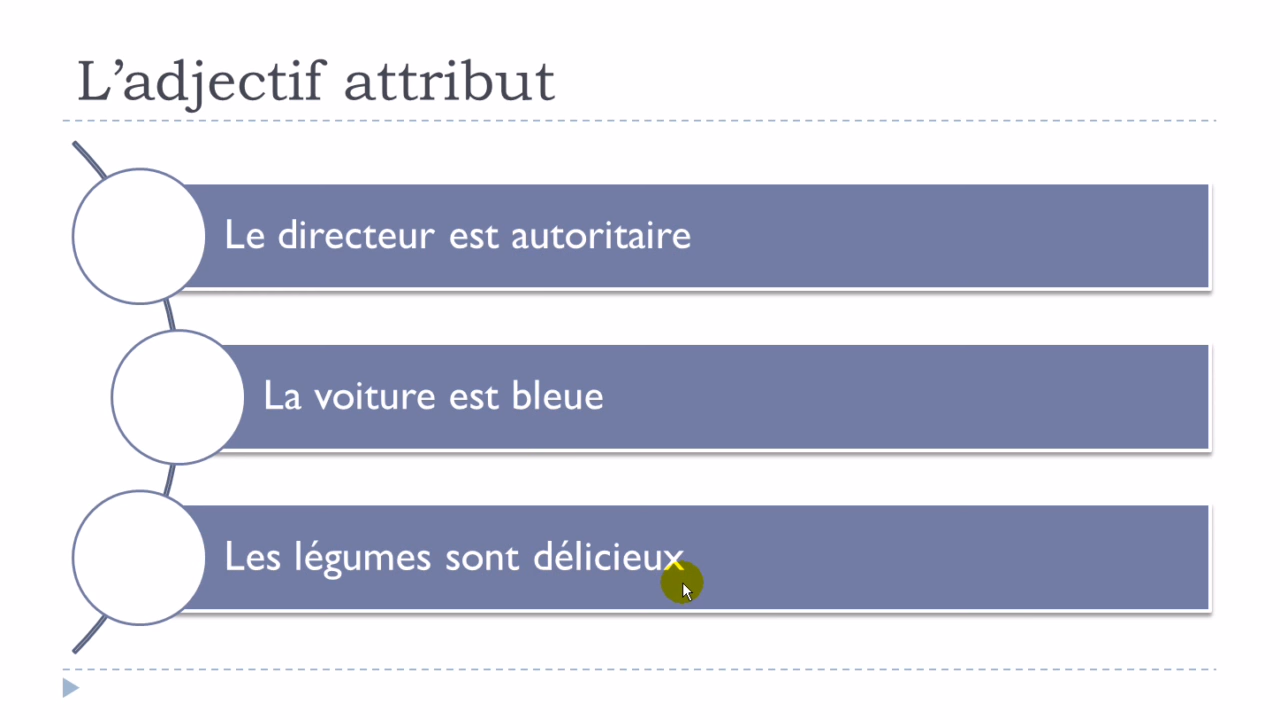 L’adjectif attribut
Le directeur est autoritaire
La voiture est bleue
Les légumes sont délicieux